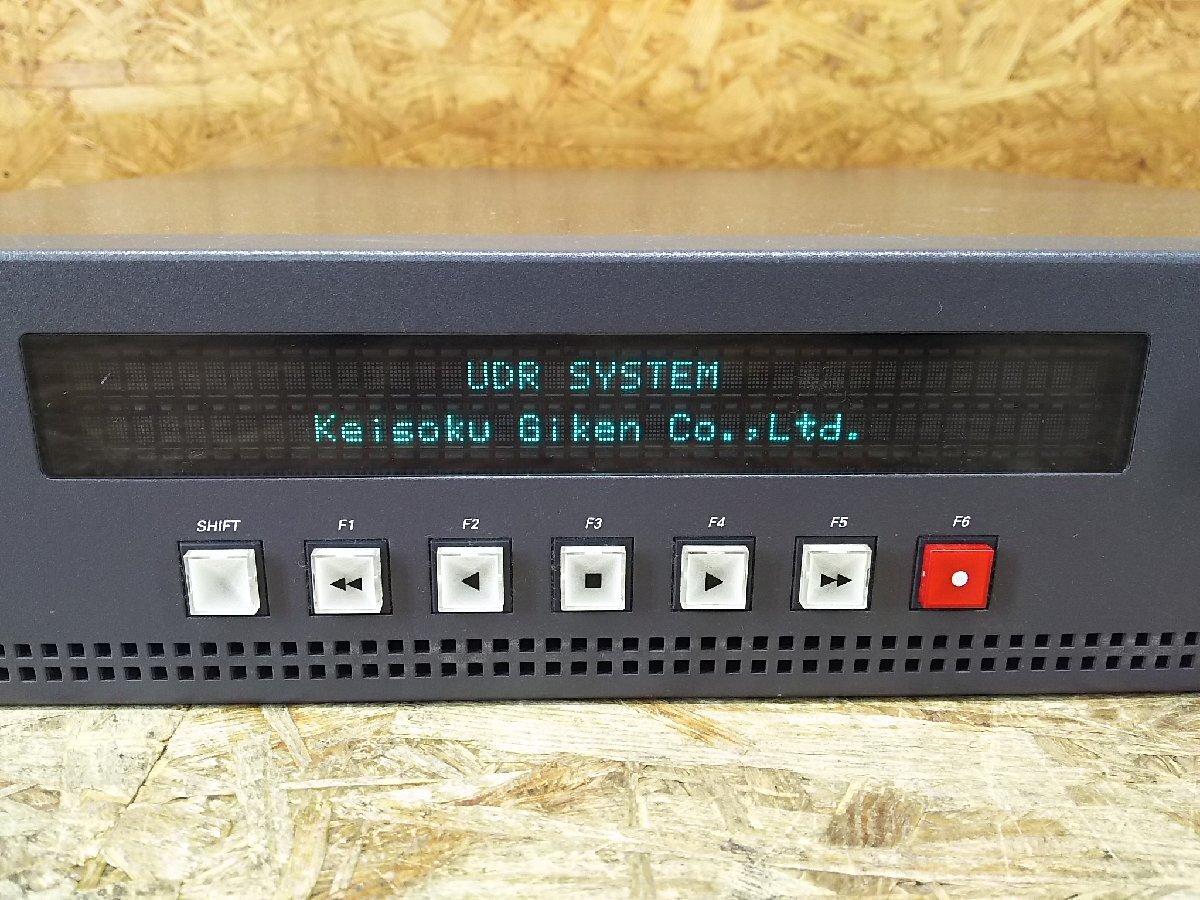 UDR SYSTEM
Keisoku Giken Co.,Ltd.
SHIFT F1 F2 F3 F4 F5 F6